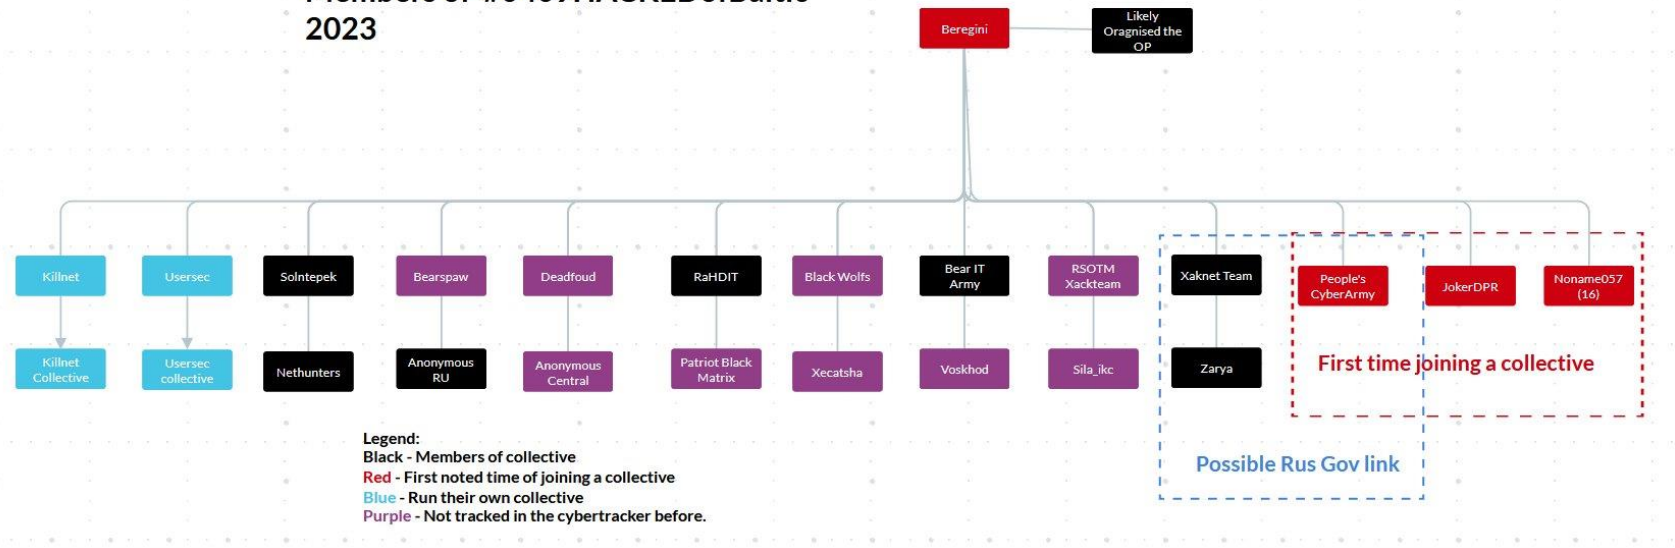 2023
Beregini
Likely
Oragnised the
OP
Killnet
Usersec
Solntepek
Bearspaw
Deadfoud
RaHDIT
Black Wolfs
Bear IT
Army
RSOTM
Xackteam
Xaknet Team
People's
CyberArmy
JokerDPR
Noname057
(16)
Killnet
Collective
Usersec
collective
Nethunters
Anonymous
RU
Anonymous
Central
Patriot Black
Matrix
Xecatsha
Voskhod
Sila_ikc
Zarya
First time joining a collective
Possible Rus Gov link
Legend:
Black - Members of collective
Red - First noted time of joining a collective
Blue - Run their own collective
Purple - Not tracked in the cybertracker before.